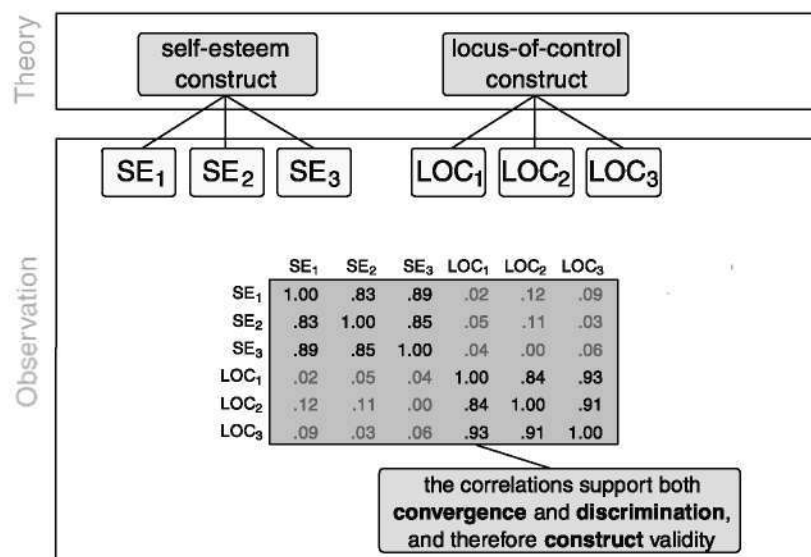 Theory
self-esteem
construct
locus-of-control
construct
Observation
SE₁ SE₂ SE₃ LOC₁ LOC₂ LOC₃
SE₁ SE₂ SE₃ LOC₁ LOC₂ LOC₃
SE₁ 1.00 .83 .89 .02 .12 .09
SE₂ .83 1.00 .85 .05 .11 .03
SE₃ .89 .85 1.00 .04 .00 .06
LOC₁ .02 .05 .04 1.00 .84 .93
LOC₂ .12 .11 .00 .84 1.00 .91
LOC₃ .09 .03 .06 .93 .91 1.00
the correlations support both
convergence and discrimination,
and therefore construct validity